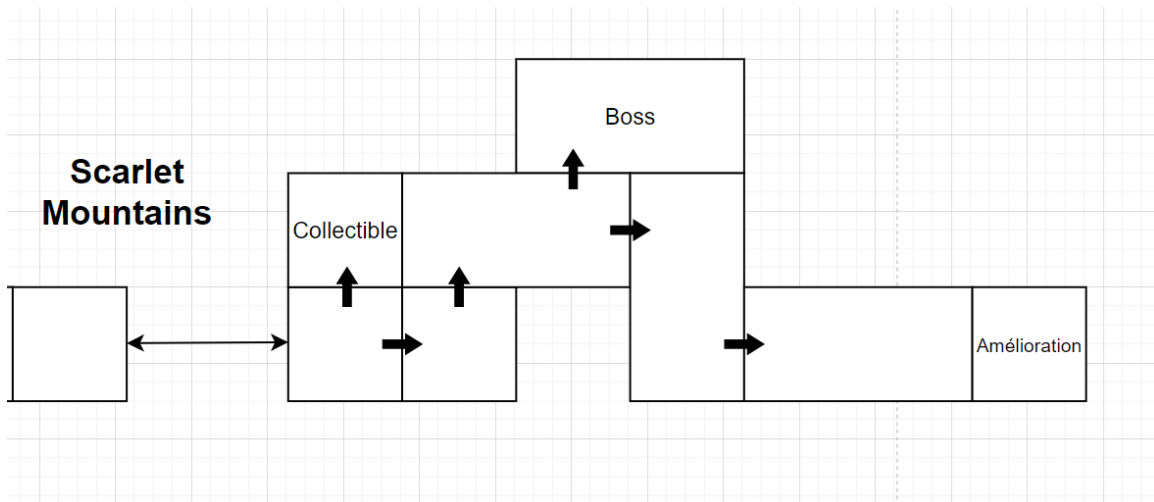 Boss
Scarlet
Mountains
Collectible
Amélioration